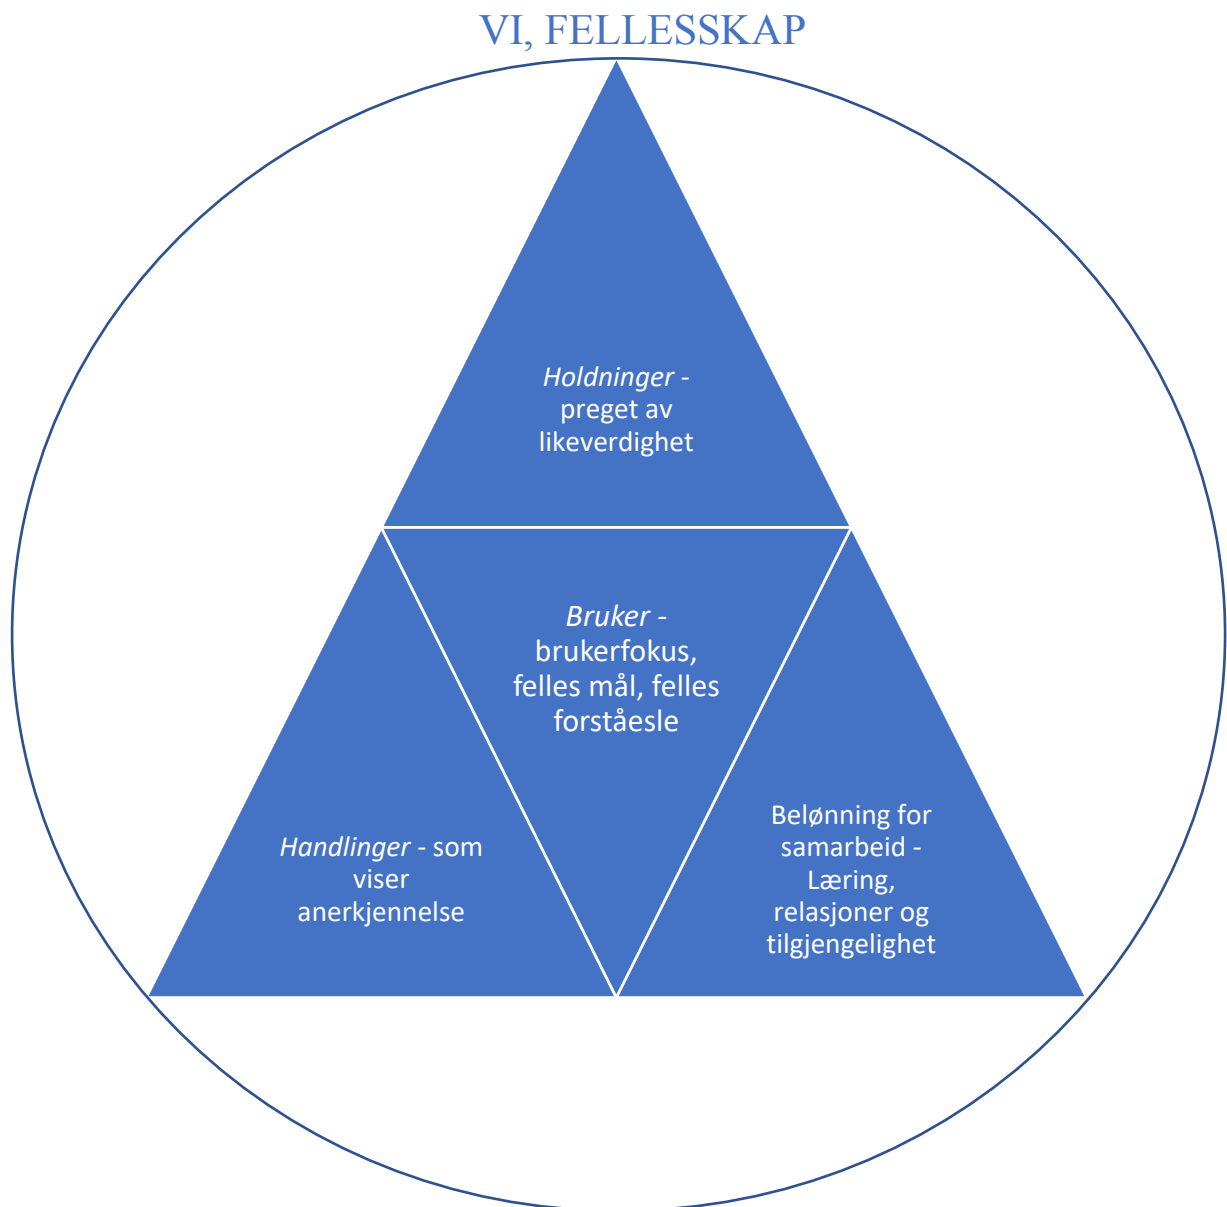 VI, FELLESSKAP
Holdninger -
preget av
likeverdighet
Bruker -
brukerfokus,
felles mål, felles
forståesle
Handlinger - som
viser
anerkjennelse
Belønning for
samarbeid -
Læring,
relasjoner og
tilgjengelighet